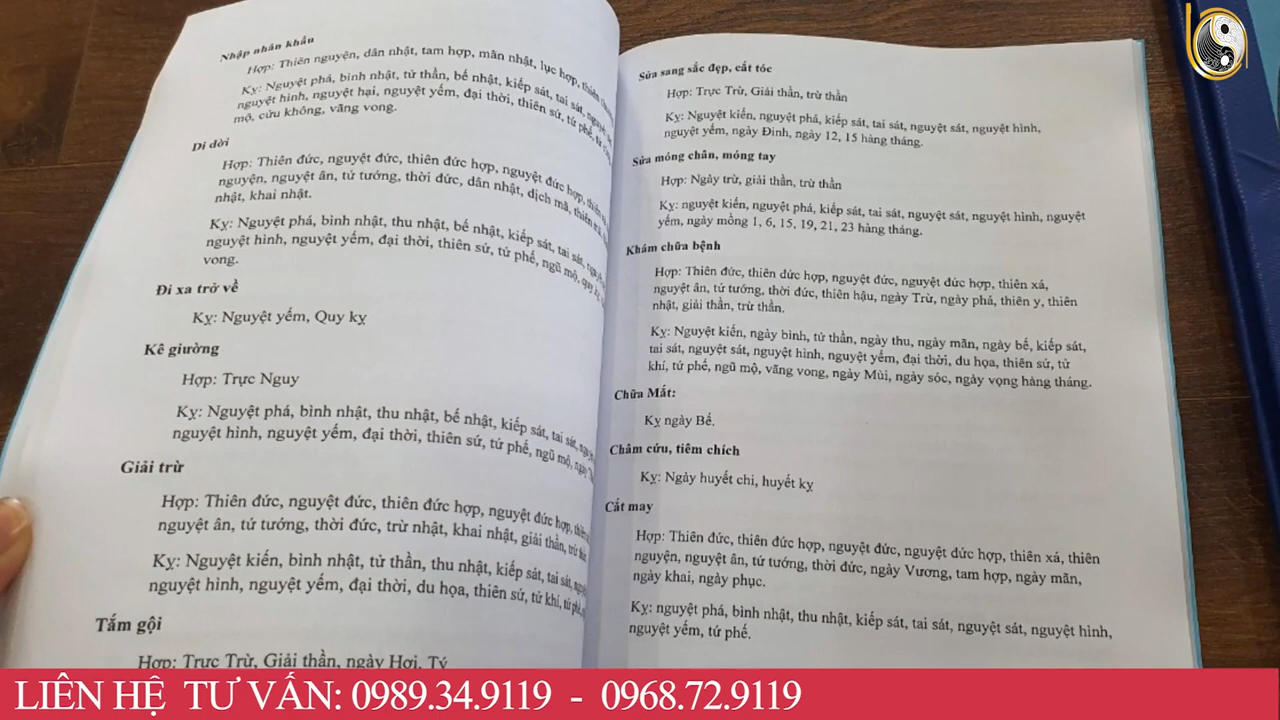 Nhập nhân khẩu
Hợp: Thiên nguyện, dân nhật, tam hợp, mãn nhật, lục hợp, thiên
Kỵ: Nguyệt phá, bình nhật, tử thần, bế nhật, kiếp sát, tai sát, nguyệt
nguyệt hình, nguyệt hại, nguyệt yếm, đại thời, thiên sứ, tứ phế, tứ
mộ, cửu không, vãng vong.
Di dời
Hợp: Thiên đức, nguyệt đức, thiên đức hợp, nguyệt đức hợp, thiên xá,
nguyện, nguyệt ân, tứ tướng, thời đức, dân nhật, dịch mã, thiên
nhật, khai nhật.
Kỵ: Nguyệt phá, bình nhật, thu nhật, bế nhật, kiếp sát, tai sát,
nguyệt hình, nguyệt yếm, đại thời, thiên sứ, tứ phế, ngũ mộ, quy kỵ,
vong.
Đi xa trở về
Kỵ: Nguyệt yếm, Quy kỵ
Kê giường
Hợp: Trực Nguy
Kỵ: Nguyệt phá, bình nhật, thu nhật, bế nhật, kiếp sát, tai sát,
nguyệt hình, nguyệt yếm, đại thời, thiên sứ, tứ phế, ngũ mộ, ngày
Giải trừ
Hợp: Thiên đức, nguyệt đức, thiên đức hợp, nguyệt đức hợp,
nguyệt ân, tứ tướng, thời đức, trừ nhật, khai nhật, giải thần, trừ
Kỵ: Nguyệt kiến, bình nhật, tử thần, thu nhật, kiếp sát, tai sát,
nguyệt hình, nguyệt yếm, đại thời, du họa, thiên sứ, tử khí, tứ phế,
Tắm gội
Hợp: Trực Trừ, Giải thần, ngày Hợi, Tý
Sửa sang sắc đẹp, cắt tóc
Hợp: Trực Trừ, Giải thần, trừ thần
Kỵ: Nguyệt kiến, nguyệt phá, kiếp sát, tai sát, nguyệt sát, nguyệt hình,
nguyệt yếm, ngày Đinh, ngày 12, 15 hàng tháng.
Sửa móng chân, móng tay
Hợp: Ngày trừ, giải thần, trừ thần
Kỵ: nguyệt kiến, nguyệt phá, kiếp sát, tai sát, nguyệt sát, nguyệt hình, nguyệt
yếm, ngày mồng 1, 6, 15, 19, 21, 23 hàng tháng.
Khám chữa bệnh
Hợp: Thiên đức, thiên đức hợp, nguyệt đức, nguyệt đức hợp, thiên xá,
nguyệt ân, tứ tướng, thời đức, thiên hậu, ngày Trừ, ngày phá, thiên y, thiên
nhật, giải thần, trừ thần.
Kỵ: Nguyệt kiến, ngày bình, tử thần, ngày thu, ngày mãn, ngày bế, kiếp sát,
tai sát, nguyệt sát, nguyệt hình, nguyệt yếm, đại thời, du họa, thiên sứ, tử
khí, tứ phế, ngũ mộ, vãng vong, ngày Mùi, ngày sóc, ngày vọng hàng tháng.
Chữa Mắt:
Kỵ ngày Bế.
Châm cứu, tiêm chích
Kỵ: Ngày huyết chi, huyết kỵ
Cắt may
Hợp: Thiên đức, thiên đức hợp, nguyệt đức, nguyệt đức hợp, thiên xá, thiên
nguyện, nguyệt ân, tứ tướng, thời đức, ngày Vương, tam hợp, ngày mãn,
ngày khai, ngày phục.
Kỵ: nguyệt phá, bình nhật, thu nhật, kiếp sát, tai sát, nguyệt sát, nguyệt hình,
nguyệt yếm, tứ phế.
LIÊN HỆ TƯ VẤN: 0989.34.9119 - 0968.72.9119